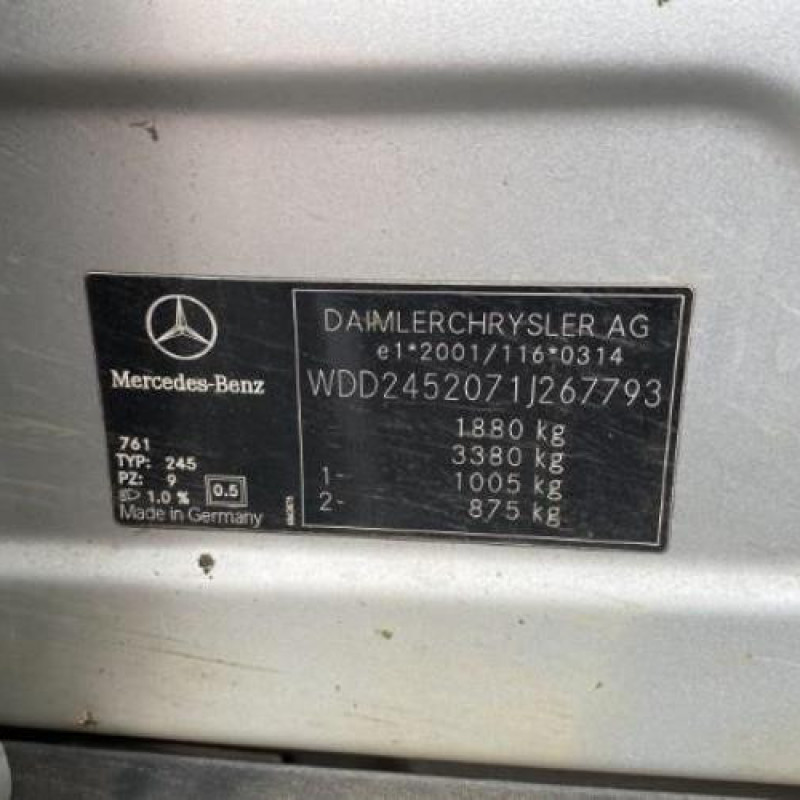 Mercedes-Benz
761
TYP: 245
PZ: 9
1.0 %
0.5
Made in Germany
DAIMLERCHRYSLER AG
e1*2001/116*0314
WDD2452071J267793
1880 kg
3380 kg
1- 1005 kg
2- 875 kg